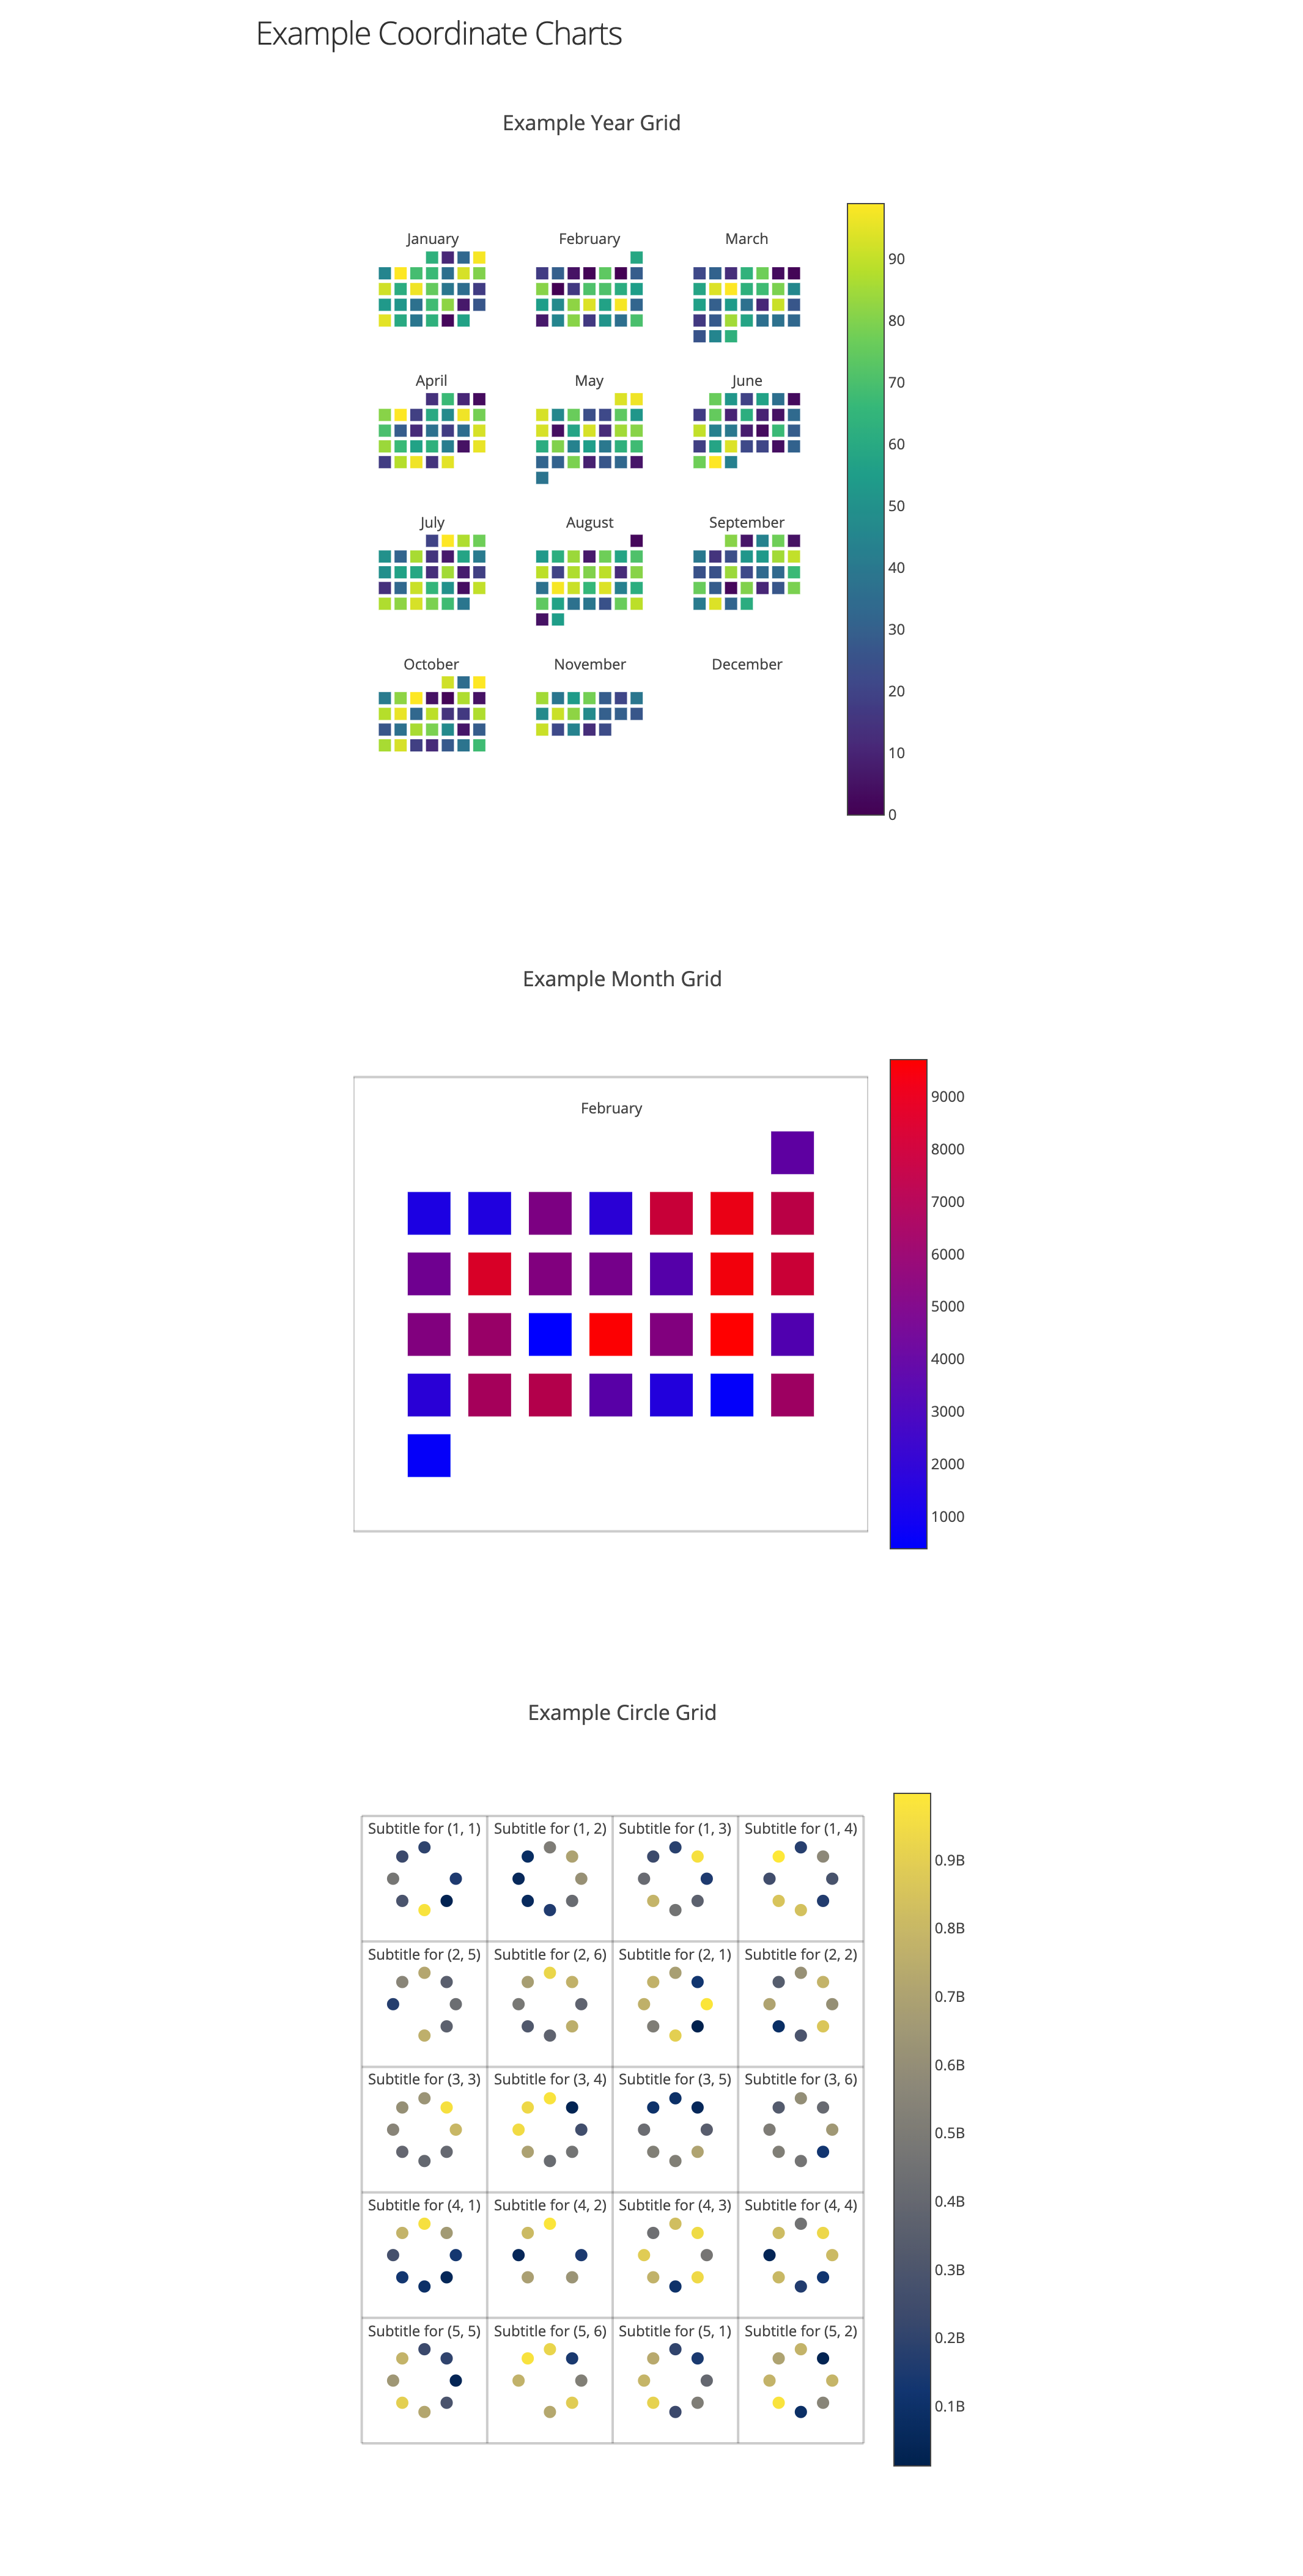 Example Coordinate Charts
Example Year Grid
January
February
March
April
May
June
July
August
September
October
November
December
90
80
70
60
50
40
30
20
10
0
Example Month Grid
February
9000
8000
7000
6000
5000
4000
3000
2000
1000
Example Circle Grid
Subtitle for (1, 1)
Subtitle for (1, 2)
Subtitle for (1, 3)
Subtitle for (1, 4)
Subtitle for (2, 5)
Subtitle for (2, 6)
Subtitle for (2, 1)
Subtitle for (2, 2)
Subtitle for (3, 3)
Subtitle for (3, 4)
Subtitle for (3, 5)
Subtitle for (3, 6)
Subtitle for (4, 1)
Subtitle for (4, 2)
Subtitle for (4, 3)
Subtitle for (4, 4)
Subtitle for (5, 5)
Subtitle for (5, 6)
Subtitle for (5, 1)
Subtitle for (5, 2)
0.9B
0.8B
0.7B
0.6B
0.5B
0.4B
0.3B
0.2B
0.1B